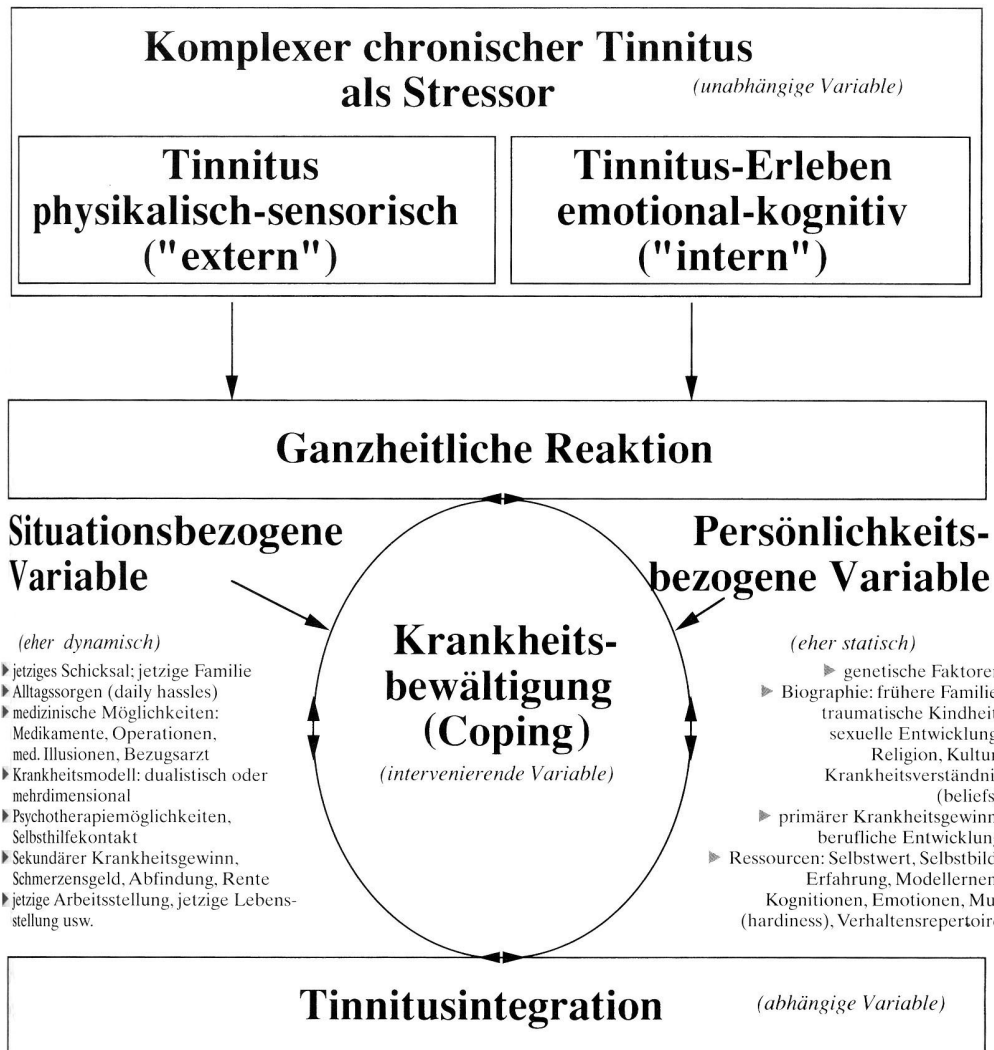 Komplexer chronischer Tinnitus
als Stressor (unabhängige Variable)
Tinnitus
physikalisch-sensorisch
("extern")
Tinnitus-Erleben
emotional-kognitiv
("intern")
Ganzheitliche Reaktion
Situationsbezogene
Variable
(eher dynamisch)
jetziges Schicksal; jetzige Familie
Alltagssorgen (daily hassles)
medizinische Möglichkeiten:
Medikamente, Operationen,
med. Illusionen, Bezugsarzt
Krankheitsmodell: dualistisch oder
mehrdimensional
Psychotherapiemöglichkeiten,
Selbsthilfekontakt
Sekundärer Krankheitsgewinn,
Schmerzensgeld, Abfindung, Rente
jetzige Arbeitsstellung, jetzige Lebens-
stellung usw.
Krankheits-
bewältigung
(Coping)
(intervenierende Variable)
Persönlichkeits-
bezogene Variable
(eher statisch)
genetische Faktoren
Biographie: frühere Familie
traumatische Kindheit
sexuelle Entwicklung
Religion, Kultur
Krankheitsverständni
(beliefs
primärer Krankheitsgewinn
berufliche Entwicklung
Ressourcen: Selbstwert, Selbstbild
Erfahrung, Modellernen
Kognitionen, Emotionen, Mu
(hardiness), Verhaltensrepertoire
Tinnitusintegration (abhängige Variable)